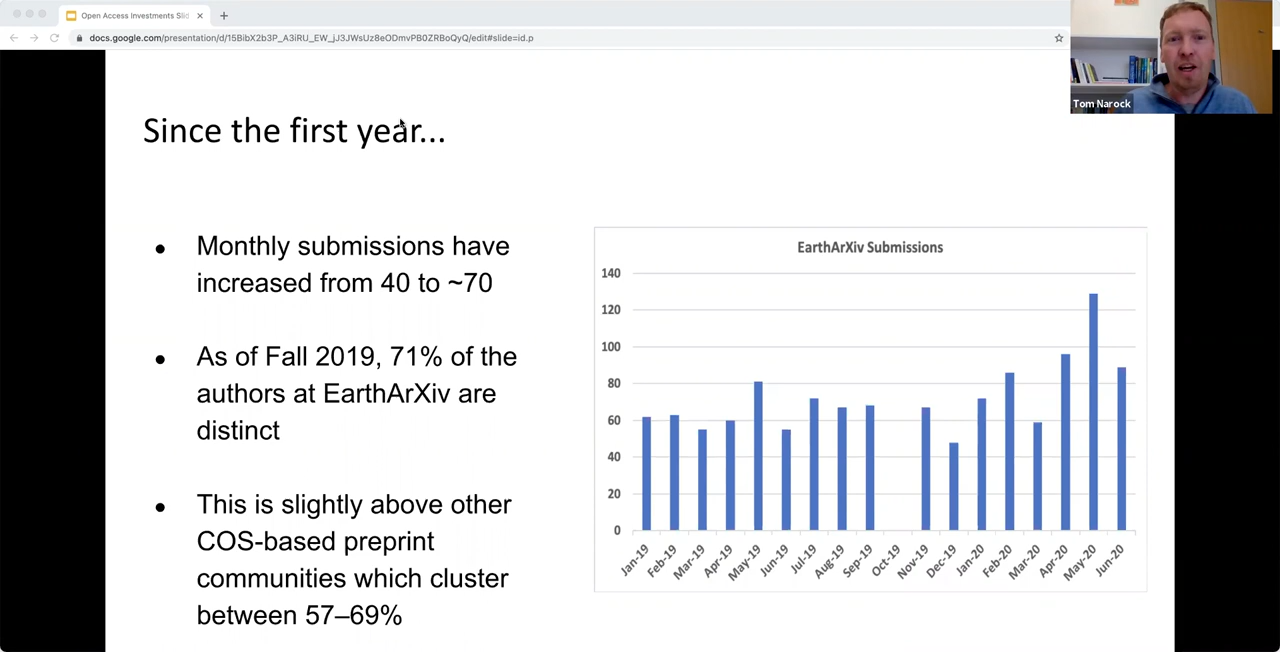 Open Access Investments Slid
docs.google.com/presentation/d/15BibX2b3P_A3iRU_EW_jJ3JWsUz8eODmvPB0ZRBoQyQ/edit#slide=id.p
Tom Narock
Since the first year...
Monthly submissions have
increased from 40 to ~70
As of Fall 2019, 71% of the
authors at EarthArXiv are
distinct
This is slightly above other
COS-based preprint
communities which cluster
between 57–69%
EarthArXiv Submissions
140
120
100
80
60
40
20
0
Jan-19
Feb-19
Mar-19
Apr-19
May-19
Jun-19
Jul-19
Aug-19
Sep-19
Oct-19
Nov-19
Dec-19
Jan-20
Feb-20
Mar-20
Apr-20
May-20
Jun-20